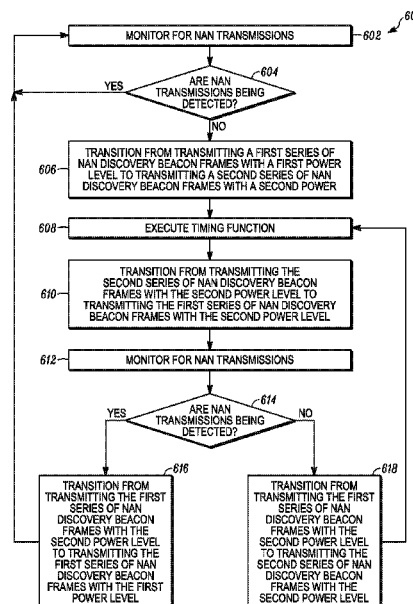 60
MONITOR FOR NAN TRANSMISSIONS
602
604
YES
ARE NAN
TRANSMISSIONS BEING
DETECTED?
NO
606
TRANSITION FROM TRANSMITTING A FIRST SERIES OF
NAN DISCOVERY BEACON FRAMES WITH A FIRST POWER
LEVEL TO TRANSMITTING A SECOND SERIES OF NAN
DISCOVERY BEACON FRAMES WITH A SECOND POWER
608
EXECUTE TIMING FUNCTION
610
TRANSITION FROM TRANSMITTING THE
SECOND SERIES OF NAN DISCOVERY BEACON
FRAMES WITH THE SECOND POWER LEVEL TO
TRANSMITTING THE FIRST SERIES OF NAN DISCOVERY
BEACON FRAMES WITH THE SECOND POWER LEVEL
612
MONITOR FOR NAN TRANSMISSIONS
614
YES
ARE NAN
TRANSMISSIONS BEING
DETECTED?
NO
616
TRANSITION FROM
TRANSMITTING THE FIRST
SERIES OF NAN
DISCOVERY BEACON
FRAMES WITH THE
SECOND POWER LEVEL
TO TRANSMITTING THE
FIRST SERIES OF NAN
DISCOVERY BEACON
FRAMES WITH THE FIRST
POWER LEVEL
618
TRANSITION FROM
TRANSMITTING THE FIRST
SERIES OF NAN
DISCOVERY BEACON
FRAMES WITH THE
SECOND POWER LEVEL
TO TRANSMITTING THE
SECOND SERIES OF NAN
DISCOVERY BEACON
FRAMES WITH THE
SECOND POWER LEVEL